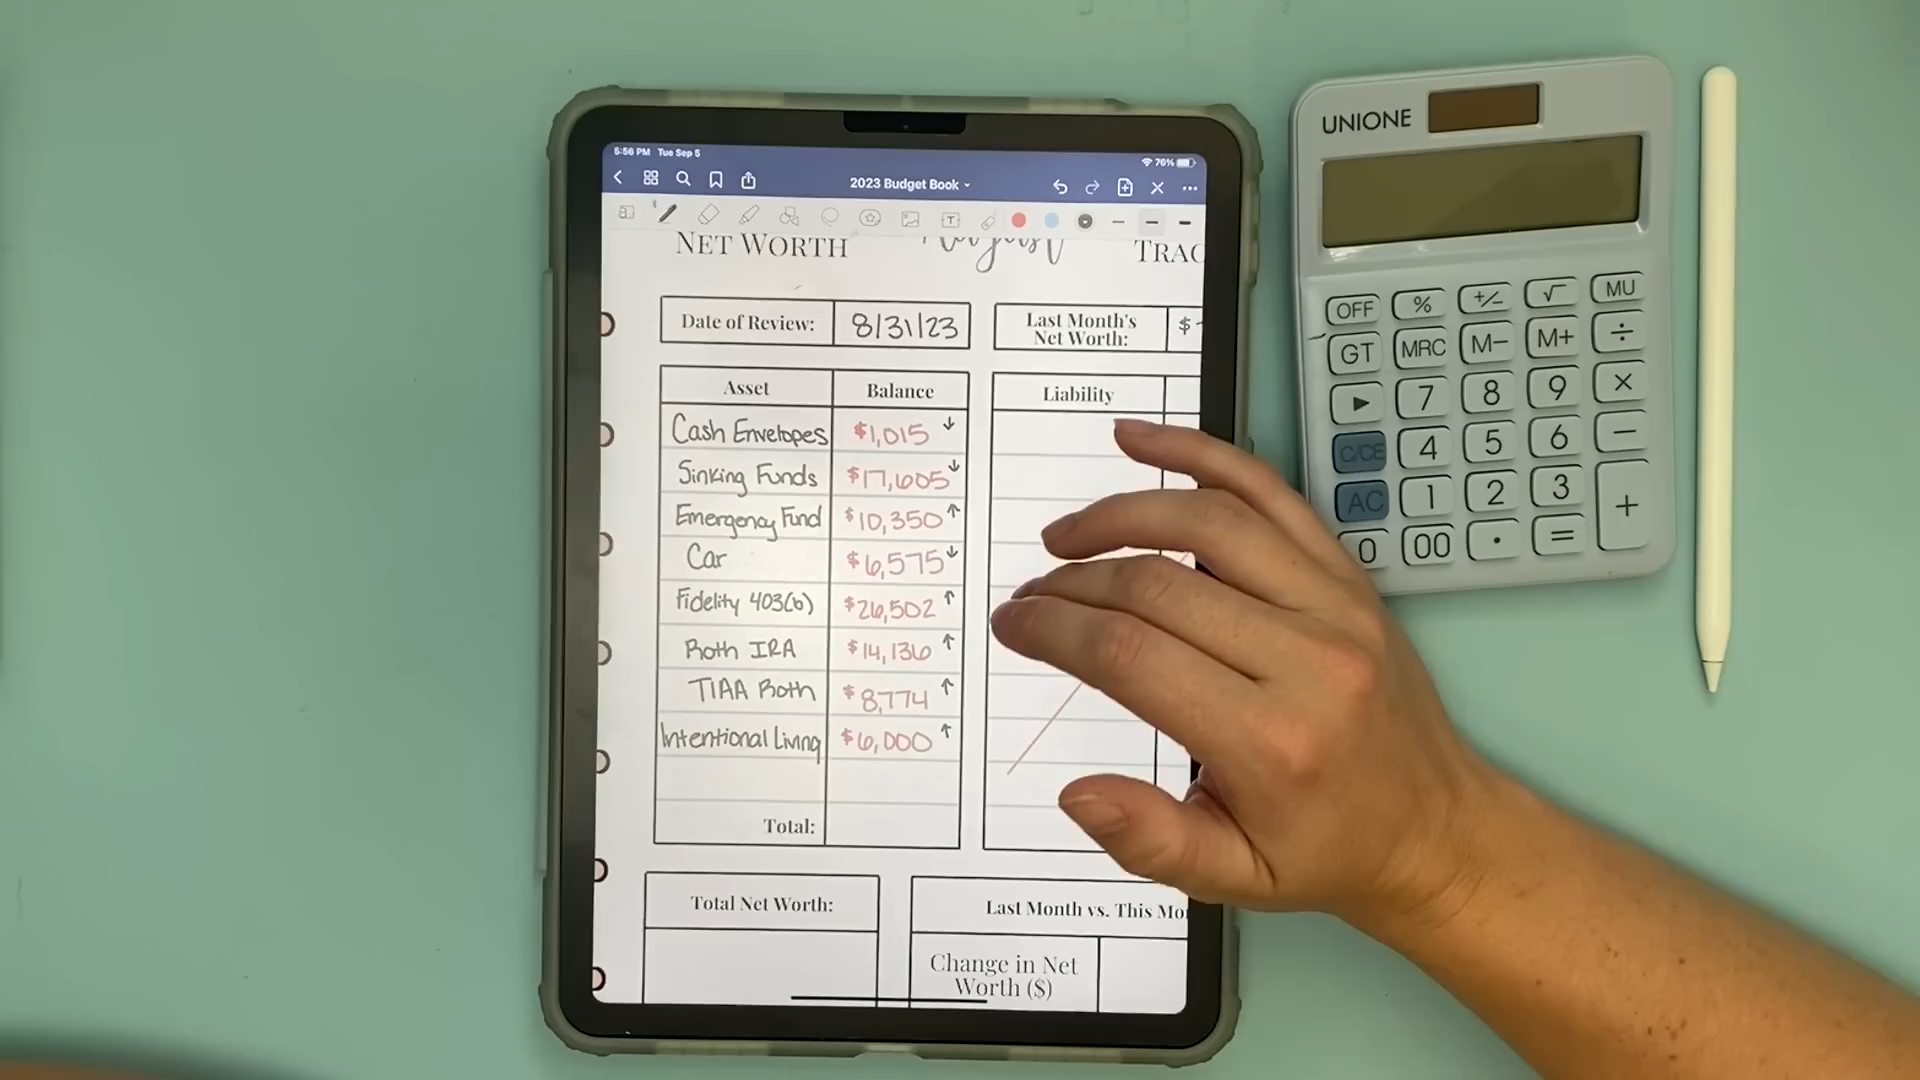 5:56 PM Tue Sep 5
76%
2023 Budget Book
NET WORTH August
Date of Review: 8/31/23
Last Month's
Net Worth: $
Asset Balance Liability
Cash Envelopes $1,015 ↓
Sinking Funds $17,605 ↓
Emergency Fund $10,350 ↑
Car $6,575 ↓
Fidelity 403(b) $26,502 ↑
Roth IRA $14,136 ↑
TIAA Roth $8,774 ↑
Intentional Living $6,000 ↑
Total:
Total Net Worth:
Last Month vs. This Mo
Change in Net
Worth ($)
UNIONE
OFF % +/− √ MU
GT MRC M− M+ ÷
▶ 7 8 9 ×
C/CE 4 5 6 −
AC 1 2 3 +
0 00 · =